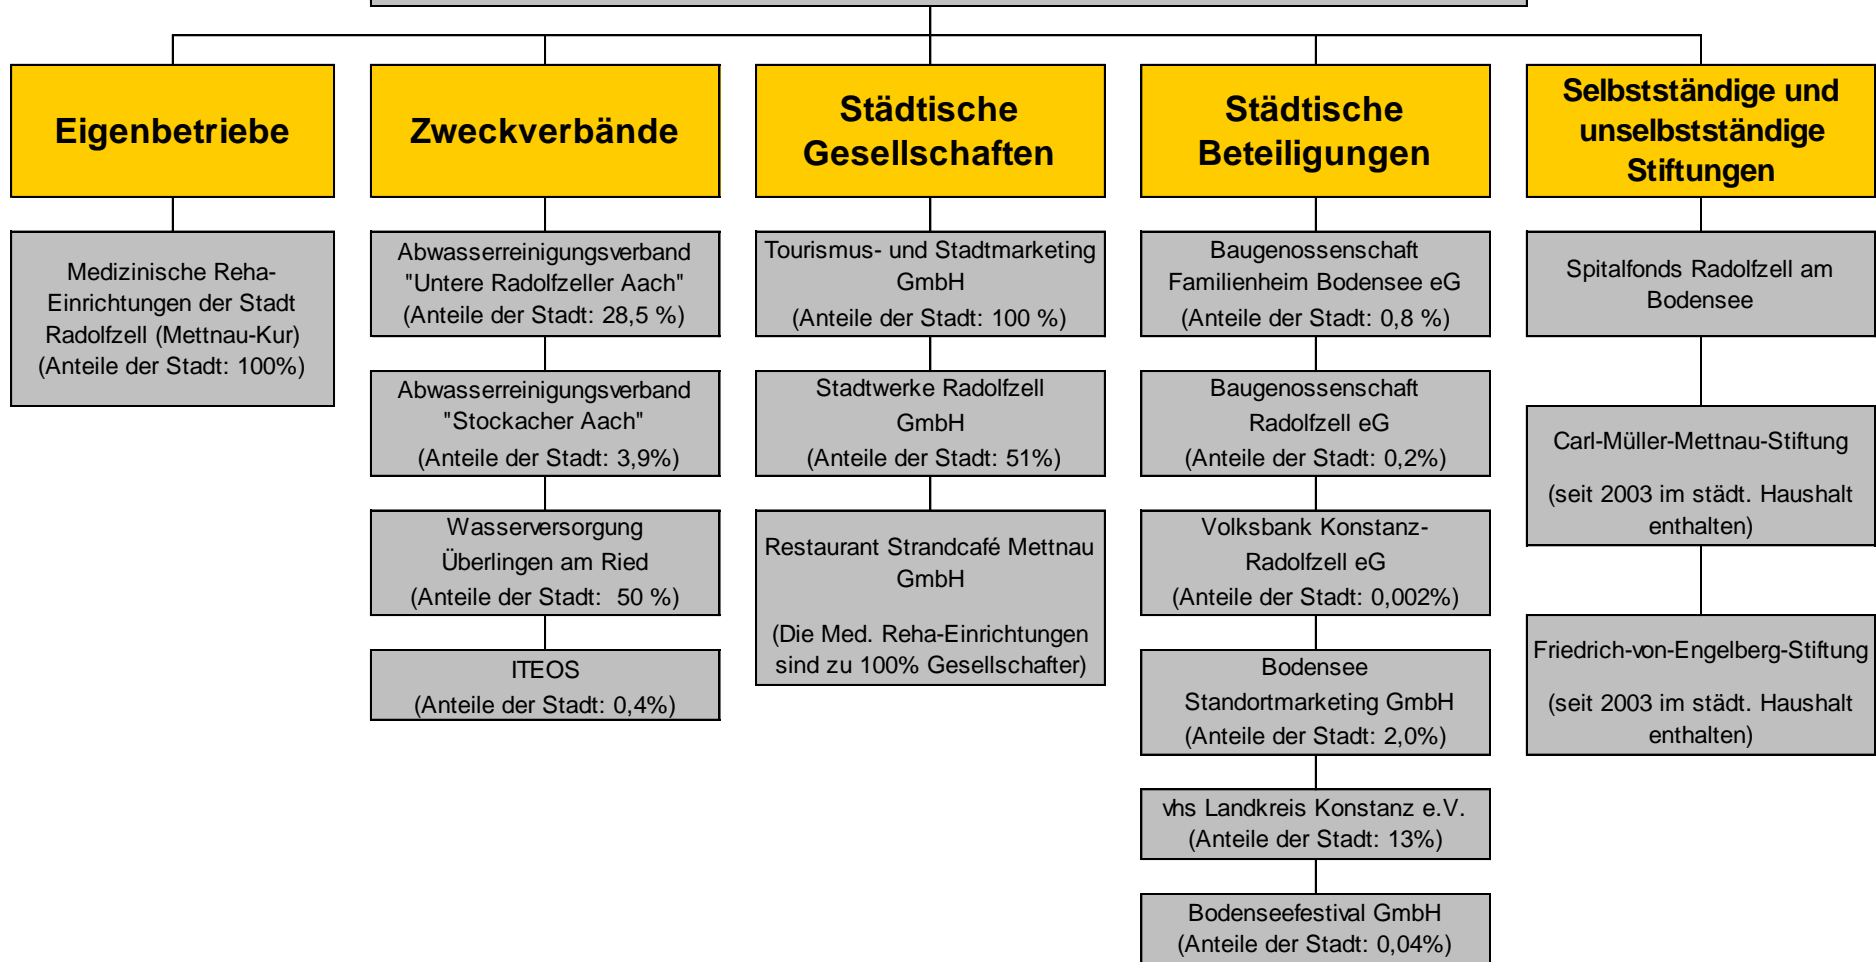 Eigenbetriebe
Medizinische Reha-
Einrichtungen der Stadt
Radolfzell (Mettnau-Kur)
(Anteile der Stadt: 100%)
Zweckverbände
Abwasserreinigungsverband
"Untere Radolfzeller Aach"
(Anteile der Stadt: 28,5 %)
Abwasserreinigungsverband
"Stockacher Aach"
(Anteile der Stadt: 3,9%)
Wasserversorgung
Überlingen am Ried
(Anteile der Stadt: 50 %)
ITEOS
(Anteile der Stadt: 0,4%)
Städtische
Gesellschaften
Tourismus- und Stadtmarketing
GmbH
(Anteile der Stadt: 100 %)
Stadtwerke Radolfzell
GmbH
(Anteile der Stadt: 51%)
Restaurant Strandcafé Mettnau
GmbH
(Die Med. Reha-Einrichtungen
sind zu 100% Gesellschafter)
Städtische
Beteiligungen
Baugenossenschaft
Familienheim Bodensee eG
(Anteile der Stadt: 0,8 %)
Baugenossenschaft
Radolfzell eG
(Anteile der Stadt: 0,2%)
Volksbank Konstanz-
Radolfzell eG
(Anteile der Stadt: 0,002%)
Bodensee
Standortmarketing GmbH
(Anteile der Stadt: 2,0%)
vhs Landkreis Konstanz e.V.
(Anteile der Stadt: 13%)
Bodenseefestival GmbH
(Anteile der Stadt: 0,04%)
Selbstständige und
unselbstständige
Stiftungen
Spitalfonds Radolfzell am
Bodensee
Carl-Müller-Mettnau-Stiftung
(seit 2003 im städt. Haushalt
enthalten)
Friedrich-von-Engelberg-Stiftung
(seit 2003 im städt. Haushalt
enthalten)